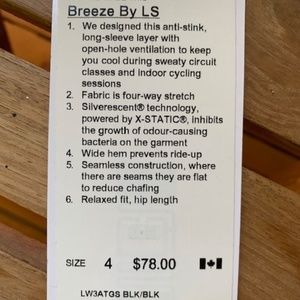 Breeze By LS
1. We designed this anti-stink,
long-sleeve layer with
open-hole ventilation to keep
you cool during sweaty circuit
classes and indoor cycling
sessions
2. Fabric is four-way stretch
3. Silverescent® technology,
powered by X-STATIC®, inhibits
the growth of odour-causing
bacteria on the garment
4. Wide hem prevents ride-up
5. Seamless construction, where
there are seams they are flat
to reduce chafing
6. Relaxed fit, hip length
SIZE 4 $78.00
LW3ATGS BLK/BLK